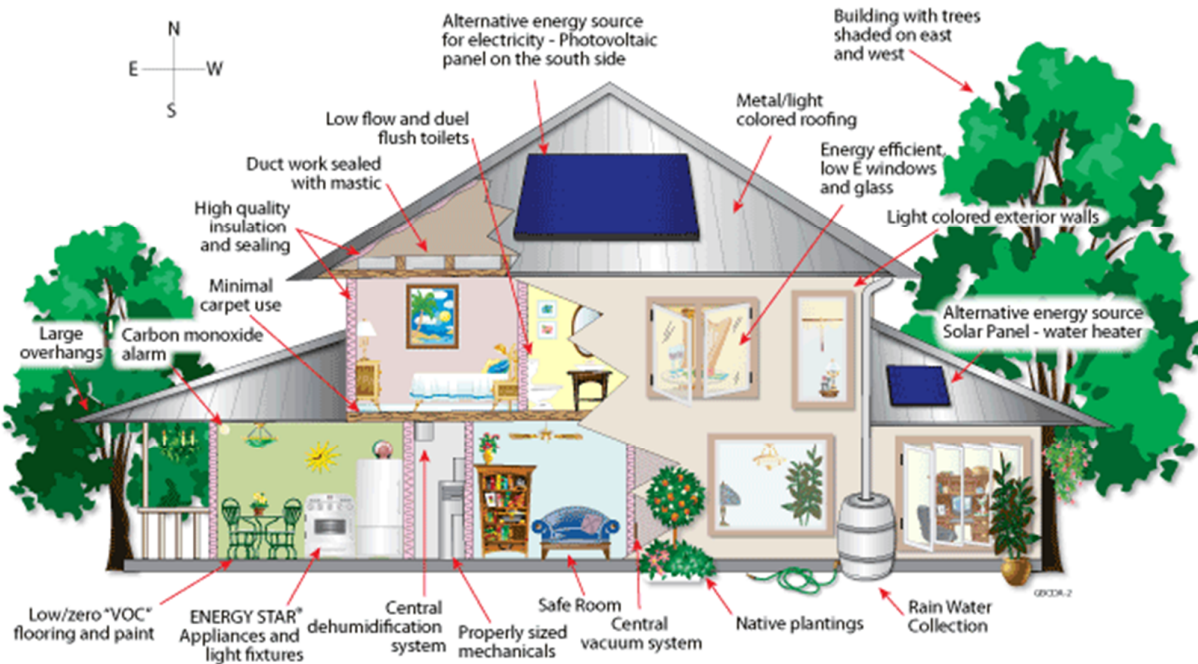 N
E
W
S
Alternative energy source
for electricity - Photovoltaic
panel on the south side
Building with trees
shaded on east
and west
Low flow and duel
flush toilets
Metal/light
colored roofing
Duct work sealed
with mastic
Energy efficient,
low E windows
and glass
High quality
insulation
and sealing
Light colored exterior walls
Minimal
carpet use
Large
overhangs
Carbon monoxide
alarm
Alternative energy source
Solar Panel - water heater
GBCDA-2
Low/zero "VOC"
flooring and paint
ENERGY STAR®
Appliances and
light fixtures
Central
dehumidification
system
Properly sized
mechanicals
Safe Room
Central
vacuum system
Native plantings
Rain Water
Collection